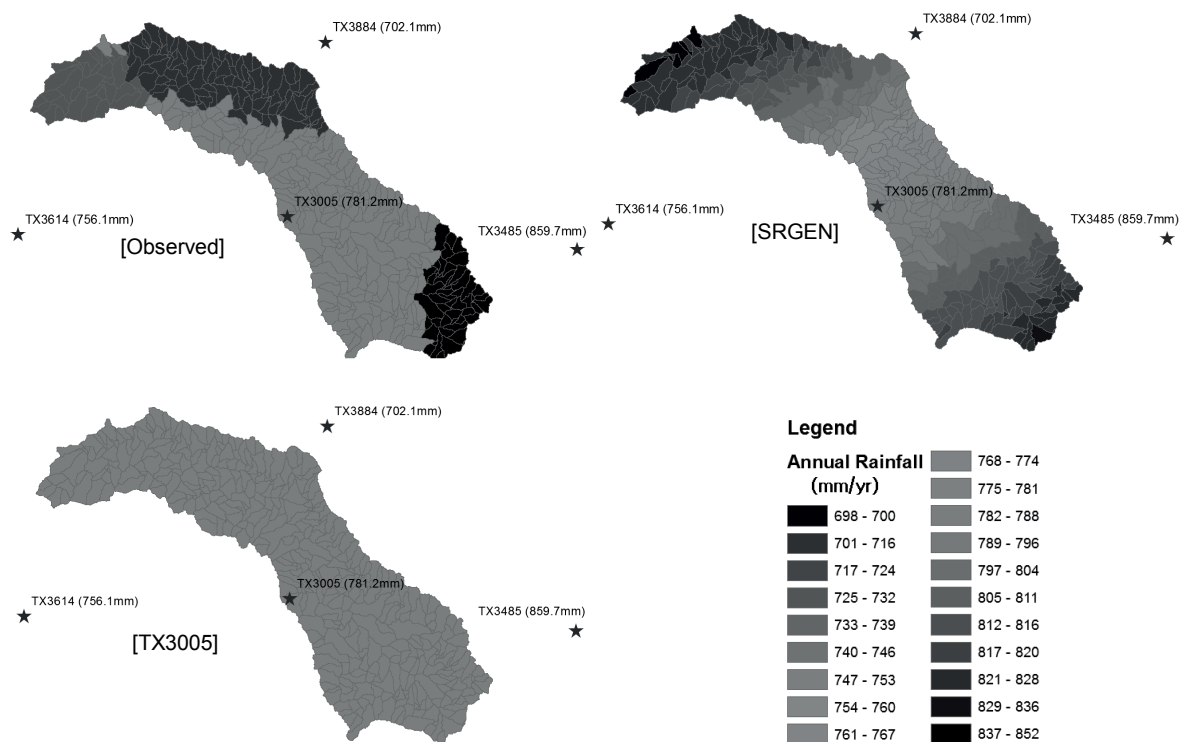 TX3884 (702.1mm)
TX3005 (781.2mm)
TX3614 (756.1mm)
TX3485 (859.7mm)
[Observed]
TX3884 (702.1mm)
TX3005 (781.2mm)
TX3614 (756.1mm)
TX3485 (859.7mm)
[SRGEN]
TX3884 (702.1mm)
TX3005 (781.2mm)
TX3614 (756.1mm)
TX3485 (859.7mm)
[TX3005]
Legend
Annual Rainfall
(mm/yr)
698 - 700
701 - 716
717 - 724
725 - 732
733 - 739
740 - 746
747 - 753
754 - 760
761 - 767
768 - 774
775 - 781
782 - 788
789 - 796
797 - 804
805 - 811
812 - 816
817 - 820
821 - 828
829 - 836
837 - 852